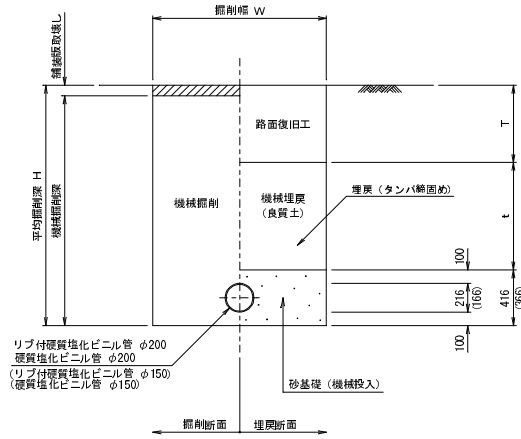 掘削幅 W
舗装版取壊し
平均掘削深 H
機械掘削深
路面復旧工
T
機械掘削
機械埋戻
(良質土)
埋戻(タンパ締固め)
t
100
216
(166)
416
(366)
100
リブ付硬質塩化ビニル管 φ200
硬質塩化ビニル管 φ200
(リブ付硬質塩化ビニル管 φ150)
(硬質塩化ビニル管 φ150)
砂基礎(機械投入)
掘削断面
埋戻断面